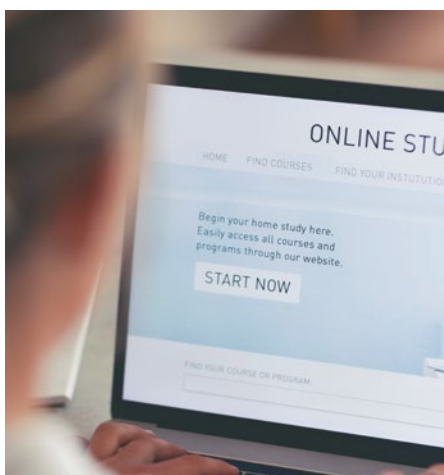 ONLINE STU
HOME FIND COURSES FIND YOUR INSTUTUTION
Begin your home study here.
Easily access all courses and
programs through our website.
START NOW
FIND YOUR COURSE OR PROGRAM: